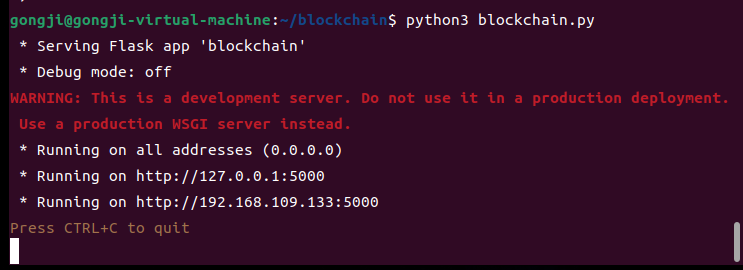 gongji@gongji-virtual-machine:~/blockchain$ python3 blockchain.py
* Serving Flask app 'blockchain'
* Debug mode: off
WARNING: This is a development server. Do not use it in a production deployment.
Use a production WSGI server instead.
* Running on all addresses (0.0.0.0)
* Running on http://127.0.0.1:5000
* Running on http://192.168.109.133:5000
Press CTRL+C to quit